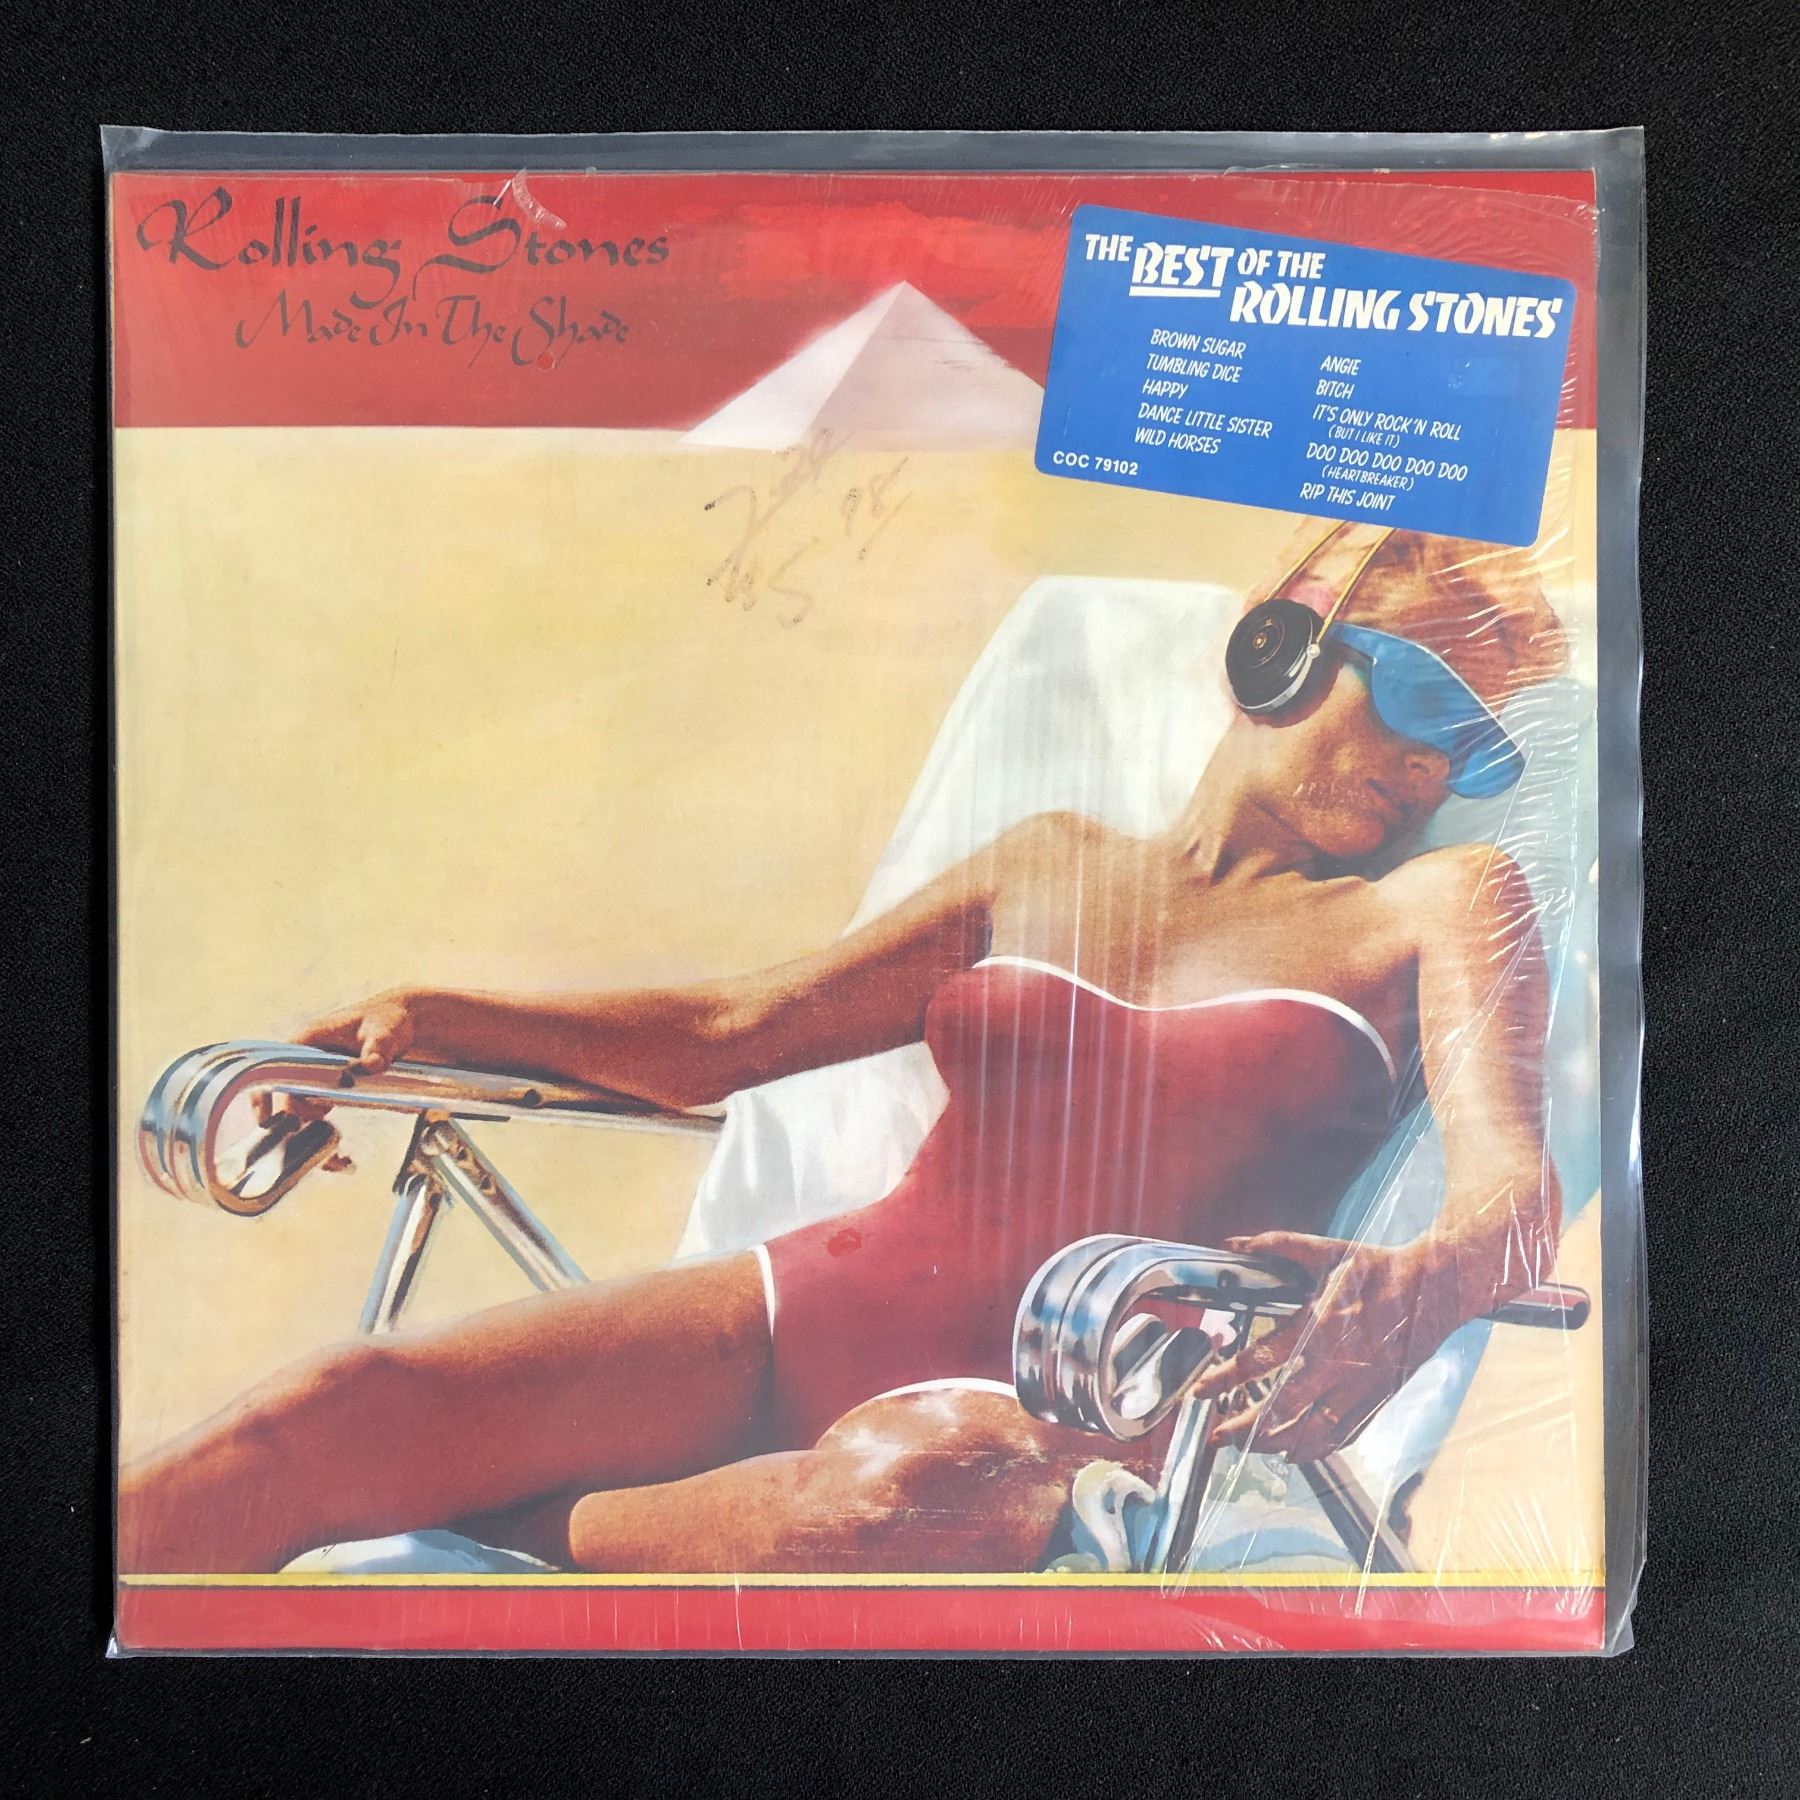 Rolling Stones
Made In The Shade
THE BEST OF THE
ROLLING STONES
BROWN SUGAR
TUMBLING DICE
HAPPY
DANCE LITTLE SISTER
WILD HORSES
COC 79102
ANGIE
BITCH
IT'S ONLY ROCK'N ROLL
(BUT I LIKE IT)
DOO DOO DOO DOO DOO
(HEARTBREAKER)
RIP THIS JOINT